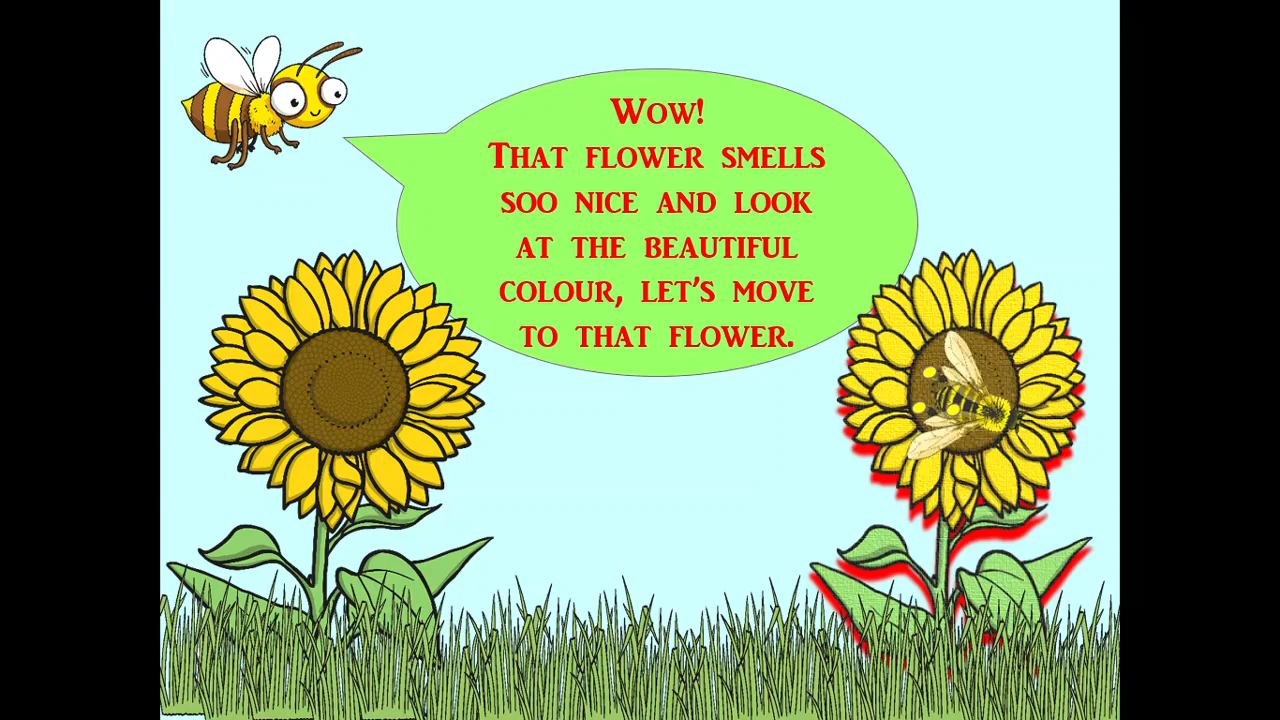 Wow!
That flower smells
soo nice and look
at the beautiful
colour, let's move
to that flower.